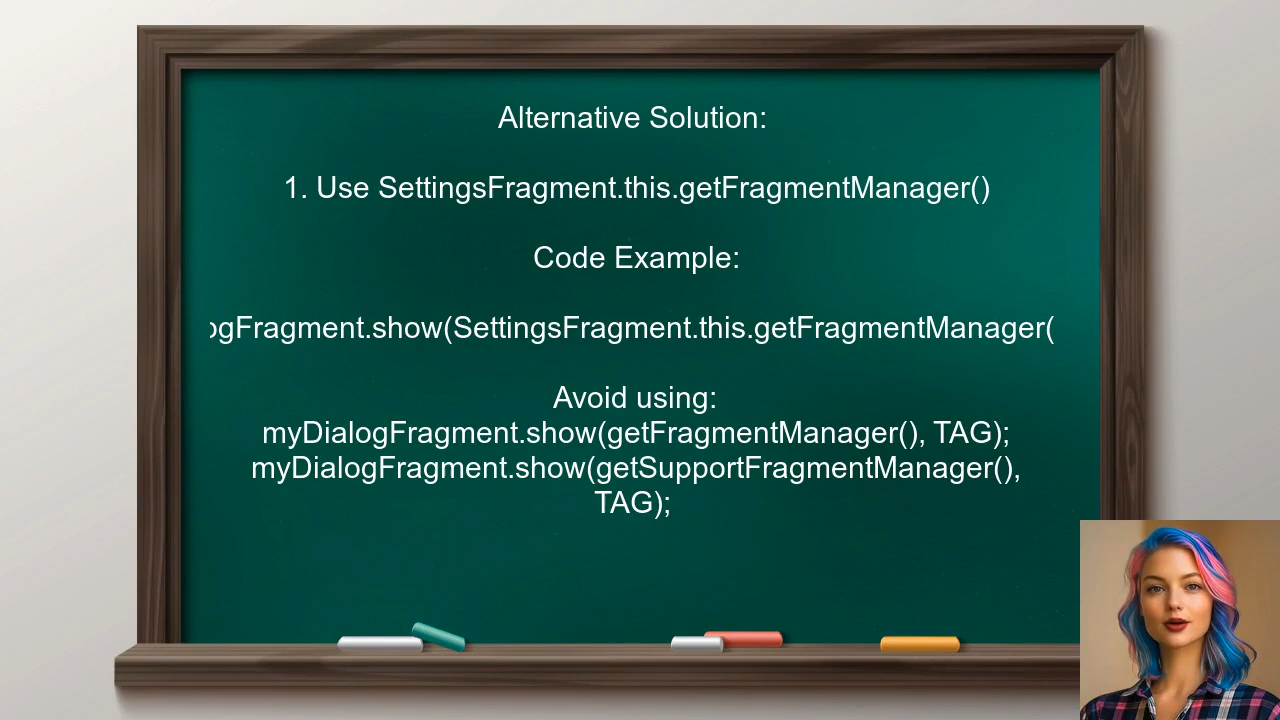 Alternative Solution:
1. Use SettingsFragment.this.getFragmentManager()
Code Example:
ogFragment.show(SettingsFragment.this.getFragmentManager(
Avoid using:
myDialogFragment.show(getFragmentManager(), TAG);
myDialogFragment.show(getSupportFragmentManager(),
TAG);